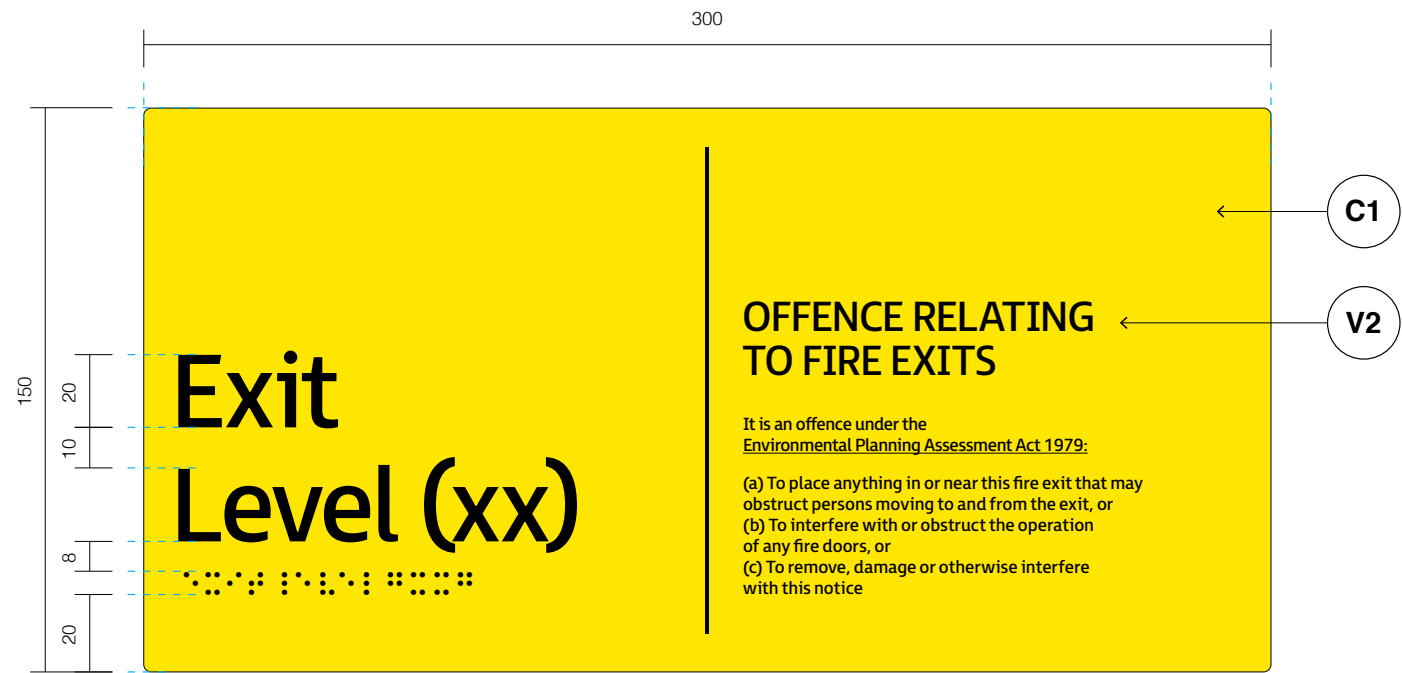 300
150
20
10
8
20
Exit
Level (xx)
⠑⠭⠊⠞ ⠇⠑⠧⠑⠇ ⠶⠭⠭⠶
OFFENCE RELATING
TO FIRE EXITS
It is an offence under the
Environmental Planning Assessment Act 1979:
(a) To place anything in or near this fire exit that may
obstruct persons moving to and from the exit, or
(b) To interfere with or obstruct the operation
of any fire doors, or
(c) To remove, damage or otherwise interfere
with this notice
C1
V2